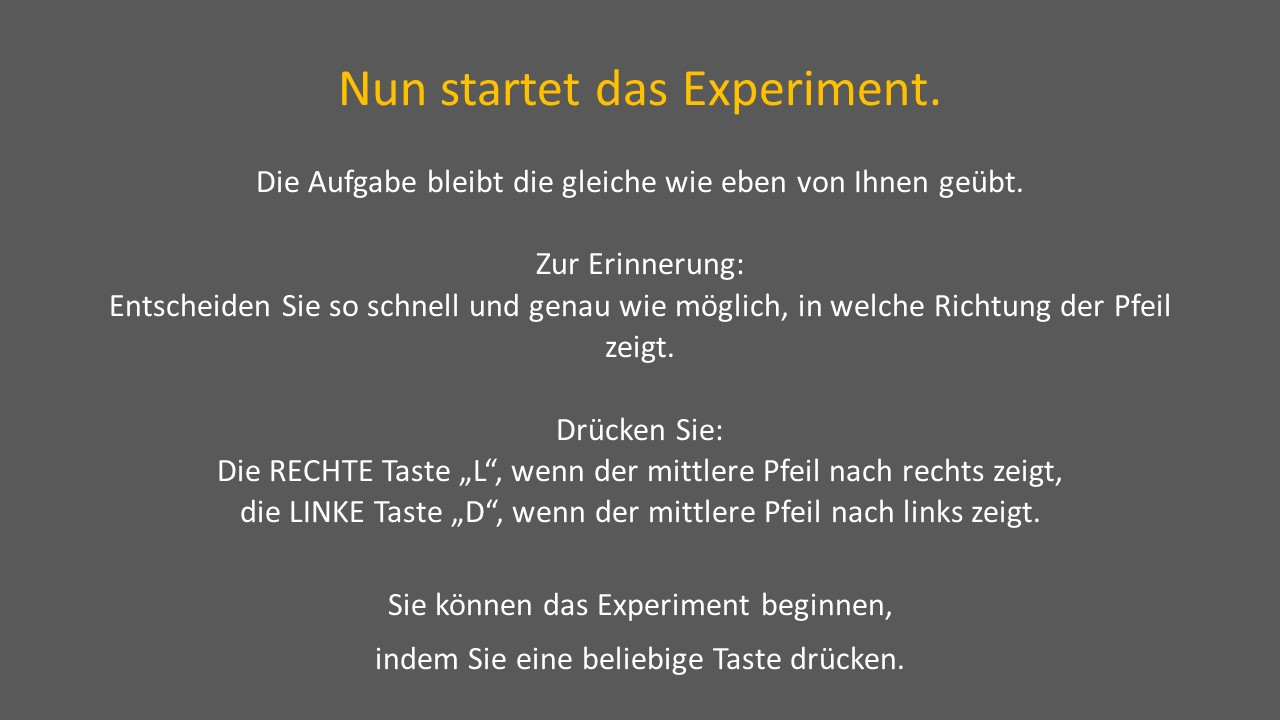 Nun startet das Experiment.
Die Aufgabe bleibt die gleiche wie eben von Ihnen geübt.
Zur Erinnerung:
Entscheiden Sie so schnell und genau wie möglich, in welche Richtung der Pfeil
zeigt.
Drücken Sie:
Die RECHTE Taste „L“, wenn der mittlere Pfeil nach rechts zeigt,
die LINKE Taste „D“, wenn der mittlere Pfeil nach links zeigt.
Sie können das Experiment beginnen,
indem Sie eine beliebige Taste drücken.